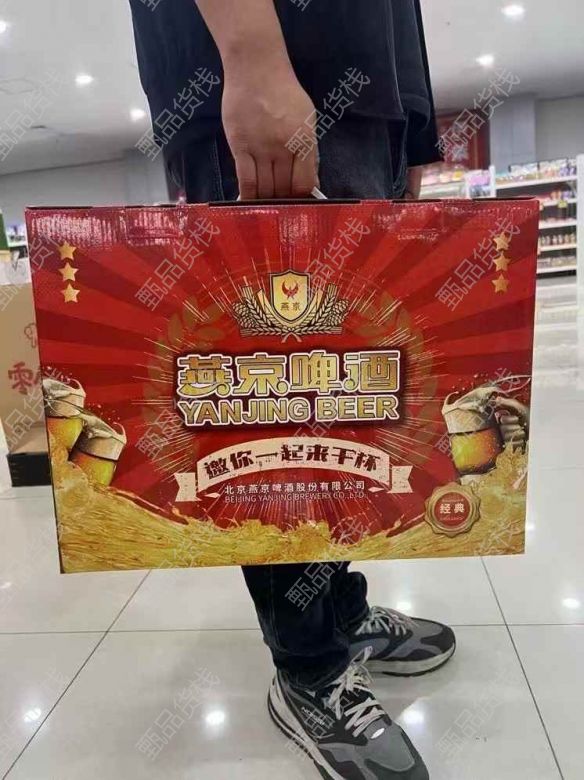 燕京
燕京啤酒
YANJING BEER
邀你一起来干杯
北京燕京啤酒股份有限公司
BEIJING YANJING BREWERY CO.,LTD.
经典
零
甄品货栈